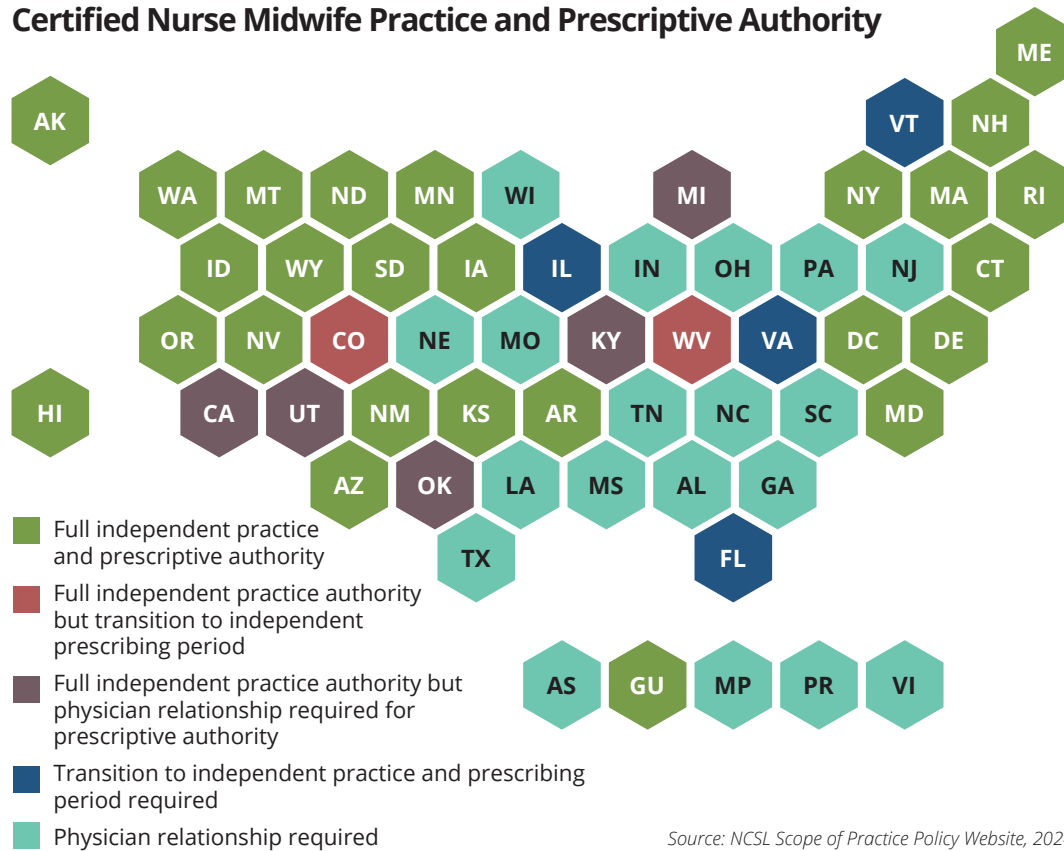 Certified Nurse Midwife Practice and Prescriptive Authority
ME
AK
VT
NH
WA
MT
ND
MN
WI
MI
NY
MA
RI
ID
WY
SD
IA
IL
IN
OH
PA
NJ
CT
OR
NV
CO
NE
MO
KY
WV
VA
DC
DE
HI
CA
UT
NM
KS
AR
TN
NC
SC
MD
AZ
OK
LA
MS
AL
GA
TX
FL
Full independent practice
and prescriptive authority
Full independent practice authority
but transition to independent
prescribing period
Full independent practice authority but
physician relationship required for
prescriptive authority
Transition to independent practice and prescribing
period required
Physician relationship required
AS
GU
MP
PR
VI
Source: NCSL Scope of Practice Policy Website,